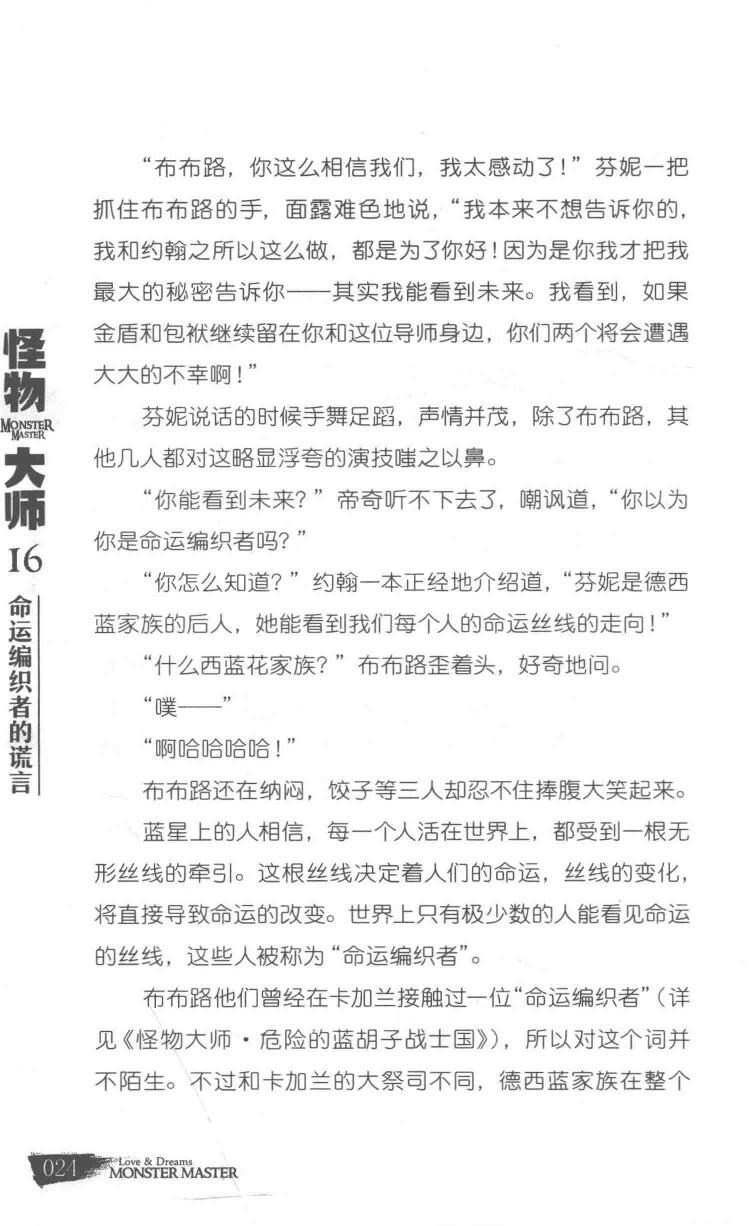 “布布路，你这么相信我们，我太感动了！”芬妮一把
抓住布布路的手，面露难色地说，“我本来不想告诉你的，
我和约翰之所以这么做，都是为了你好！因为是你我才把我
最大的秘密告诉你——其实我能看到未来。我看到，如果
金盾和包袱继续留在你和这位导师身边，你们两个将会遭遇
大大的不幸啊！”
芬妮说话的时候手舞足蹈，声情并茂，除了布布路，其
他几人都对这略显浮夸的演技嗤之以鼻。
“你能看到未来？”帝奇听不下去了，嘲讽道，“你以为
你是命运编织者吗？”
“你怎么知道？”约翰一本正经地介绍道，“芬妮是德西
蓝家族的后人，她能看到我们每个人的命运丝线的走向！”
“什么西蓝花家族？”布布路歪着头，好奇地问。
“噗——”
“啊哈哈哈哈！”
布布路还在纳闷，饺子等三人却忍不住捧腹大笑起来。
蓝星上的人相信，每一个人活在世界上，都受到一根无
形丝线的牵引。这根丝线决定着人们的命运，丝线的变化，
将直接导致命运的改变。世界上只有极少数的人能看见命运
的丝线，这些人被称为“命运编织者”。
布布路他们曾经在卡加兰接触过一位“命运编织者”（详
见《怪物大师·危险的蓝胡子战士国》），所以对这个词并
不陌生。不过和卡加兰的大祭司不同，德西蓝家族在整个
怪物
MONSTER
MASTER
大师
16
命运编织者的谎言
024
Love & Dreams
MONSTER MASTER